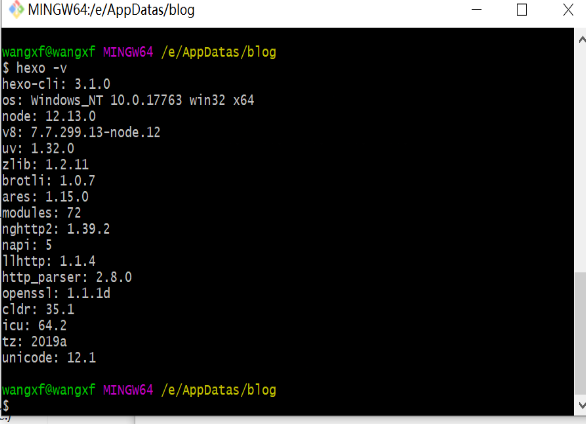 MINGW64:/e/AppDatas/blog
wangxf@wangxf MINGW64 /e/AppDatas/blog
$ hexo -v
hexo-cli: 3.1.0
os: Windows_NT 10.0.17763 win32 x64
node: 12.13.0
v8: 7.7.299.13-node.12
uv: 1.32.0
zlib: 1.2.11
brotli: 1.0.7
ares: 1.15.0
modules: 72
nghttp2: 1.39.2
napi: 5
llhttp: 1.1.4
http_parser: 2.8.0
openssl: 1.1.1d
cldr: 35.1
icu: 64.2
tz: 2019a
unicode: 12.1
wangxf@wangxf MINGW64 /e/AppDatas/blog
$